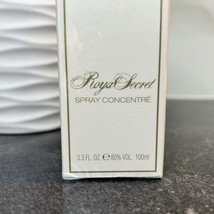 Royal Secret
SPRAY CONCENTRÉ
3.3 FL. OZ. ℮ 80% VOL. 100ml